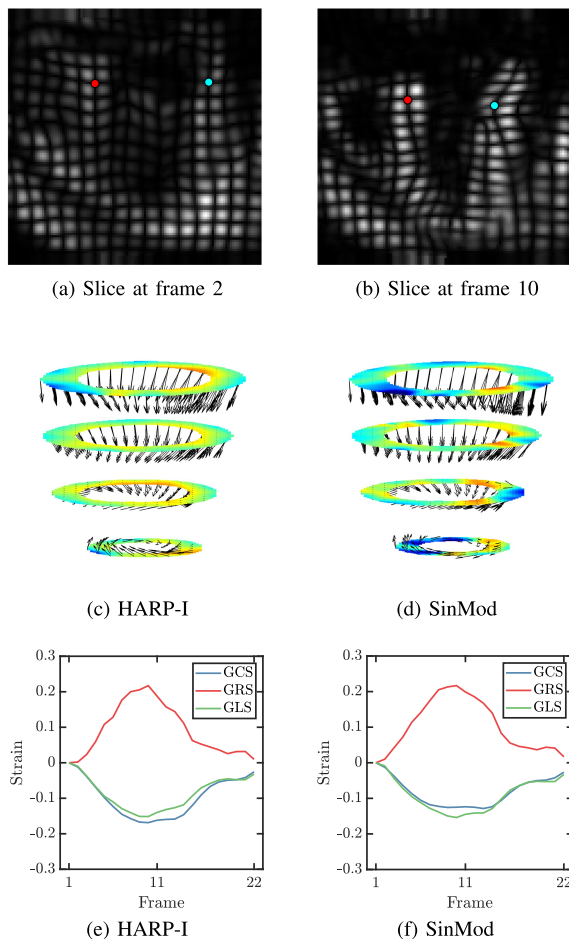 (a) Slice at frame 2
(b) Slice at frame 10
(c) HARP-I
(d) SinMod
0.3
0.2
0.1
0
-0.1
-0.2
-0.3
Strain
GCS
GRS
GLS
1
11
22
Frame
(e) HARP-I
0.3
0.2
0.1
0
-0.1
-0.2
-0.3
Strain
GCS
GRS
GLS
1
11
22
Frame
(f) SinMod